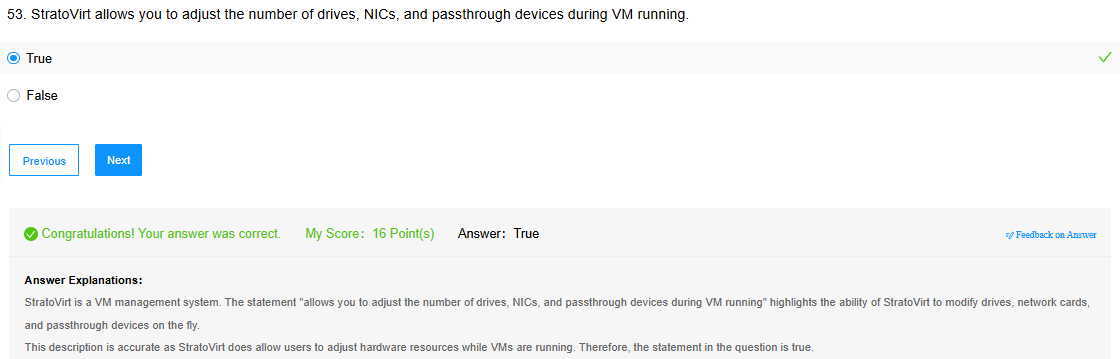 53. StratoVirt allows you to adjust the number of drives, NICs, and passthrough devices during VM running.
True
False
Previous Next
Congratulations! Your answer was correct. My Score: 16 Point(s) Answer: True Feedback on Answer
Answer Explanations:
StratoVirt is a VM management system. The statement "allows you to adjust the number of drives, NICs, and passthrough devices during VM running" highlights the ability of StratoVirt to modify drives, network cards,
and passthrough devices on the fly.
This description is accurate as StratoVirt does allow users to adjust hardware resources while VMs are running. Therefore, the statement in the question is true.